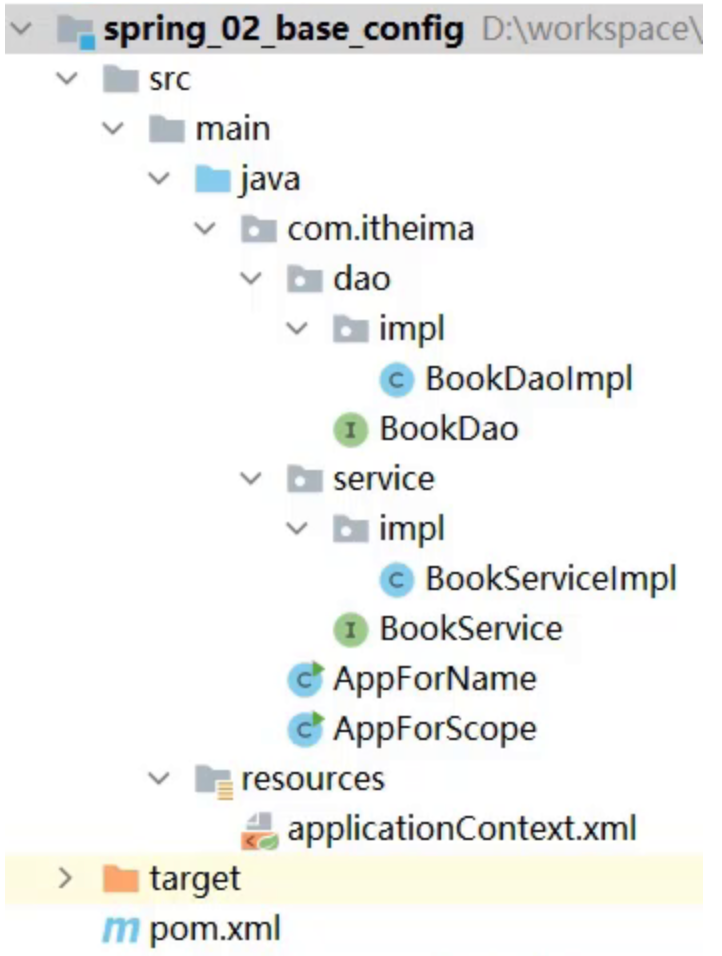 spring_02_base_config D:\workspace\
src
main
java
com.itheima
dao
impl
C BookDaoImpl
I BookDao
service
impl
C BookServiceImpl
I BookService
C AppForName
C AppForScope
resources
applicationContext.xml
target
m pom.xml